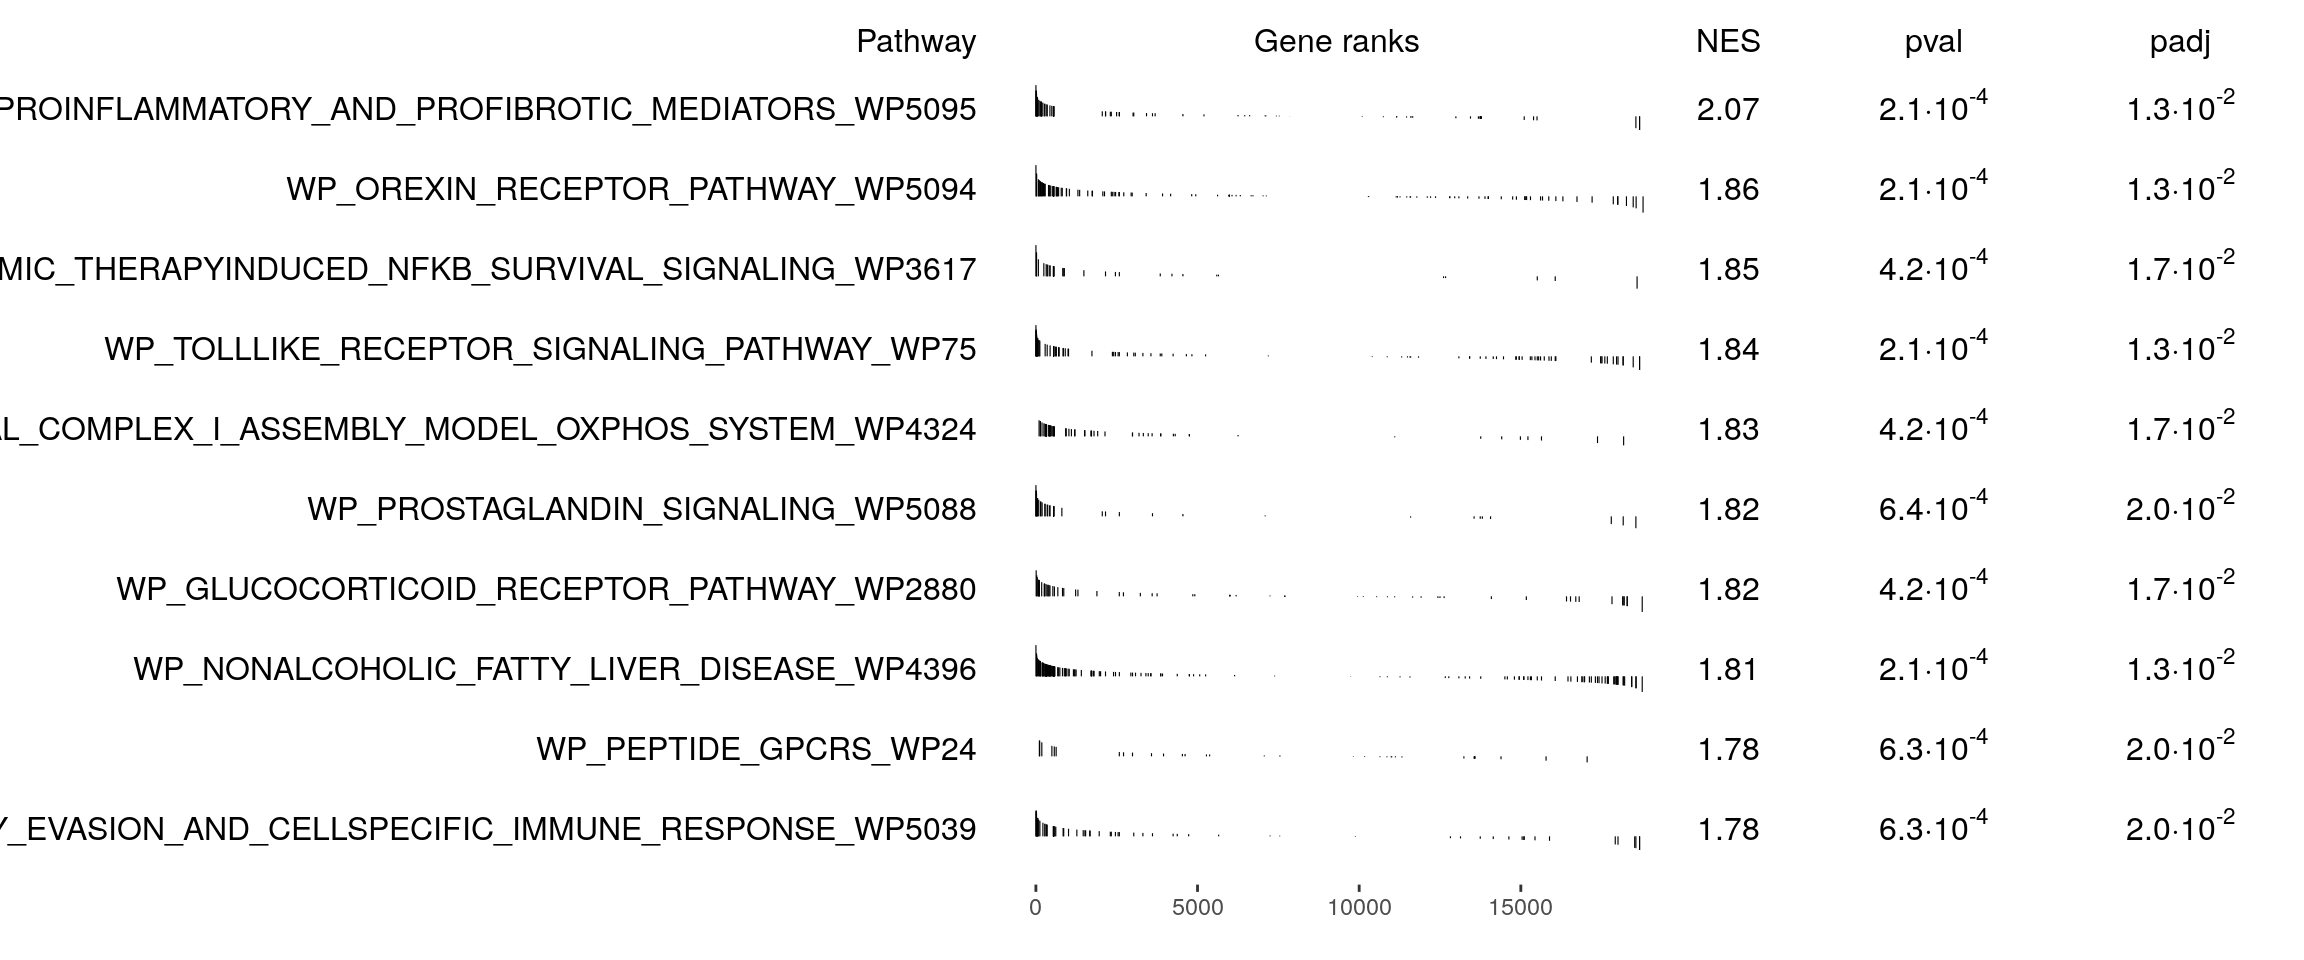 Pathway Gene ranks NES pval padj
PROINFLAMMATORY_AND_PROFIBROTIC_MEDIATORS_WP5095 2.07 2.1·10-4 1.3·10-2
WP_OREXIN_RECEPTOR_PATHWAY_WP5094 1.86 2.1·10-4 1.3·10-2
MIC_THERAPYINDUCED_NFKB_SURVIVAL_SIGNALING_WP3617 1.85 4.2·10-4 1.7·10-2
WP_TOLLLIKE_RECEPTOR_SIGNALING_PATHWAY_WP75 1.84 2.1·10-4 1.3·10-2
L_COMPLEX_I_ASSEMBLY_MODEL_OXPHOS_SYSTEM_WP4324 1.83 4.2·10-4 1.7·10-2
WP_PROSTAGLANDIN_SIGNALING_WP5088 1.82 6.4·10-4 2.0·10-2
WP_GLUCOCORTICOID_RECEPTOR_PATHWAY_WP2880 1.82 4.2·10-4 1.7·10-2
WP_NONALCOHOLIC_FATTY_LIVER_DISEASE_WP4396 1.81 2.1·10-4 1.3·10-2
WP_PEPTIDE_GPCRS_WP24 1.78 6.3·10-4 2.0·10-2
Y_EVASION_AND_CELLSPECIFIC_IMMUNE_RESPONSE_WP5039 1.78 6.3·10-4 2.0·10-2
0 5000 10000 15000